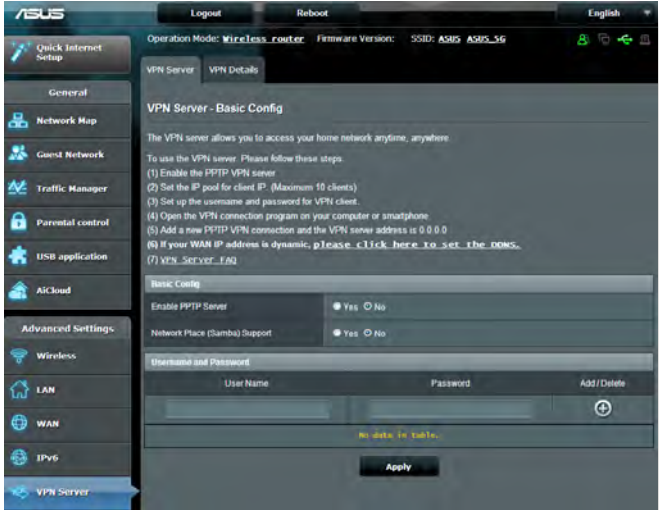 ASUS
Logout
Reboot
English
Quick Internet Setup
Operation Mode: Wireless router Firmware Version: SSID: ASUS ASUS_5G
VPN Server
VPN Details
General
Network Map
Guest Network
Traffic Manager
Parental control
USB application
AiCloud
Advanced Settings
Wireless
LAN
WAN
IPv6
VPN Server
VPN Server - Basic Config
The VPN server allows you to access your home network anytime, anywhere
To use the VPN server. Please follow these steps.
(1) Enable the PPTP VPN server
(2) Set the IP pool for client IP. (Maximum 10 clients)
(3) Set up the username and password for VPN client.
(4) Open the VPN connection program on your computer or smartphone
(5) Add a new PPTP VPN connection and the VPN server address is 0.0.0.0
(6) If your WAN IP address is dynamic, please click here to set the DDNS.
(7) VPN Server FAQ
Basic Config
Enable PPTP Server
Yes No
Network Place (Samba) Support
Yes No
Username and Password
User Name
Password
Add / Delete
No data in table.
Apply